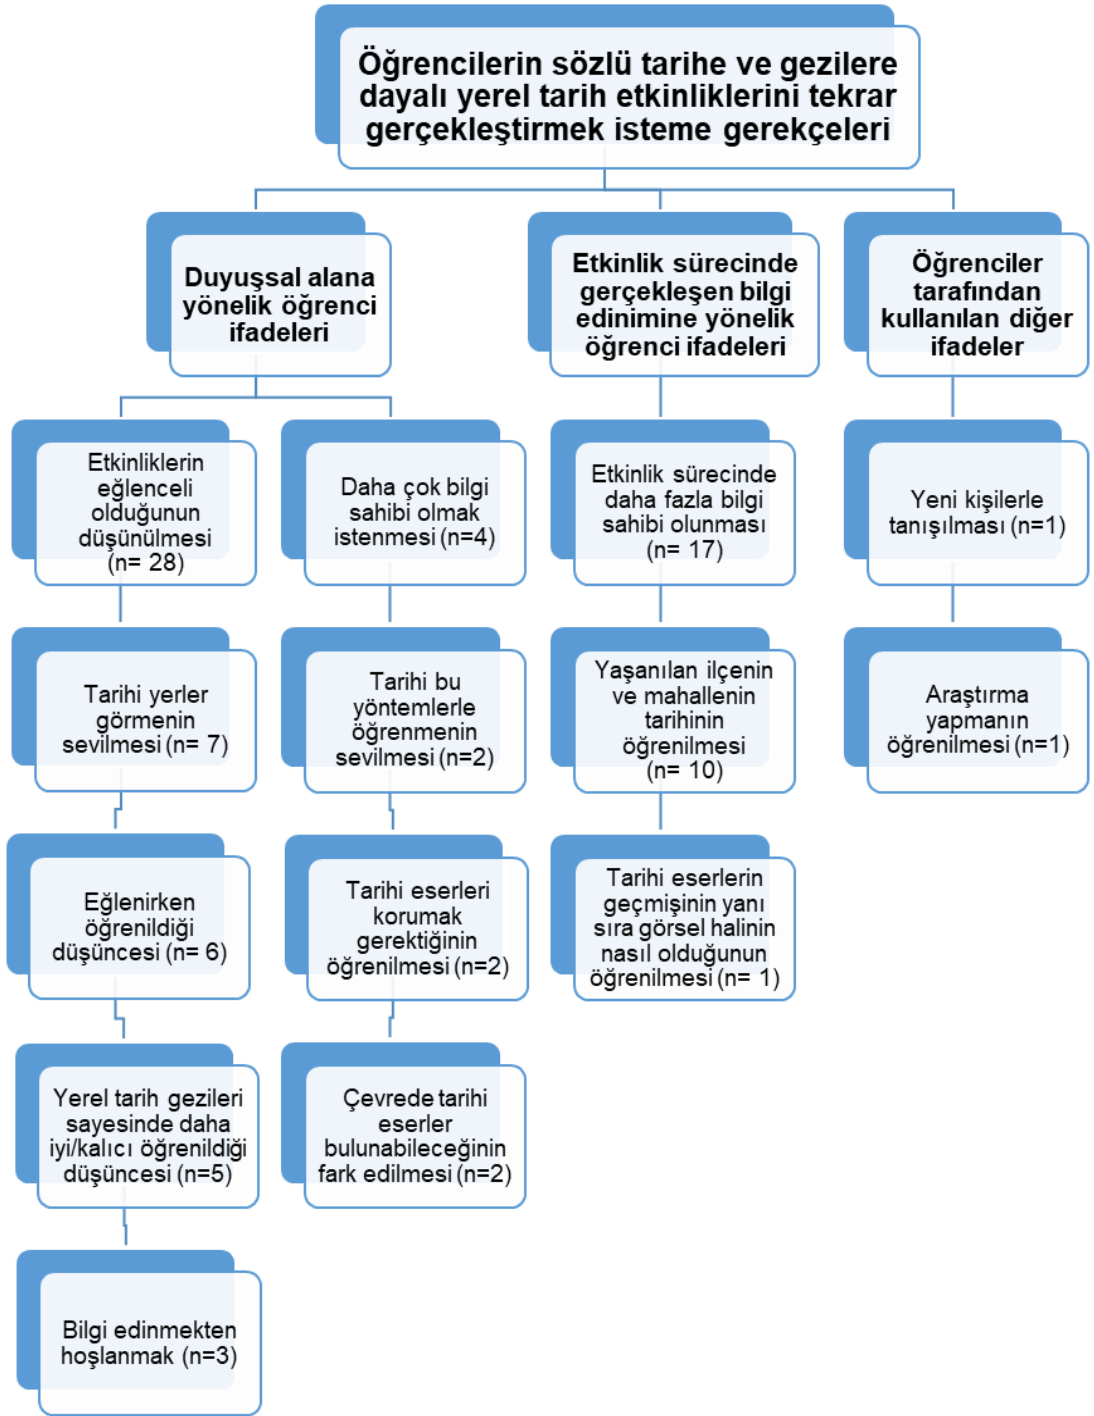 Öğrencilerin sözlü tarihe ve gezilere
dayalı yerel tarih etkinliklerini tekrar
gerçekleştirmek isteme gerekçeleri
Duyuşsal alana
yönelik öğrenci
ifadeleri
Etkinlik sürecinde
gerçekleşen bilgi
edinimine yönelik
öğrenci ifadeleri
Öğrenciler
tarafından
kullanılan diğer
ifadeler
Etkinliklerin
eğlenceli
olduğunun
düşünülmesi
(n= 28)
Daha çok bilgi
sahibi olmak
istenmesi (n=4)
Etkinlik sürecinde
daha fazla bilgi
sahibi olunması
(n= 17)
Yeni kişilerle
tanışılması (n=1)
Tarihi yerler
görmenin
sevilmesi (n= 7)
Tarihi bu
yöntemlerle
öğrenmenin
sevilmesi (n=2)
Yaşanılan ilçenin
ve mahallenin
tarihinin
öğrenilmesi
(n= 10)
Araştırma
yapmanın
öğrenilmesi (n=1)
Eğlenirken
öğrenildiği
düşüncesi (n= 6)
Tarihi eserleri
korumak
gerektiğinin
öğrenilmesi (n=2)
Tarihi eserlerin
geçmişinin yanı
sıra görsel halinin
nasıl olduğunun
öğrenilmesi (n= 1)
Yerel tarih gezileri
sayesinde daha
iyi/kalıcı öğrenildiği
düşüncesi (n=5)
Çevrede tarihi
eserler
bulunabileceğinin
fark edilmesi (n=2)
Bilgi edinmekten
hoşlanmak (n=3)